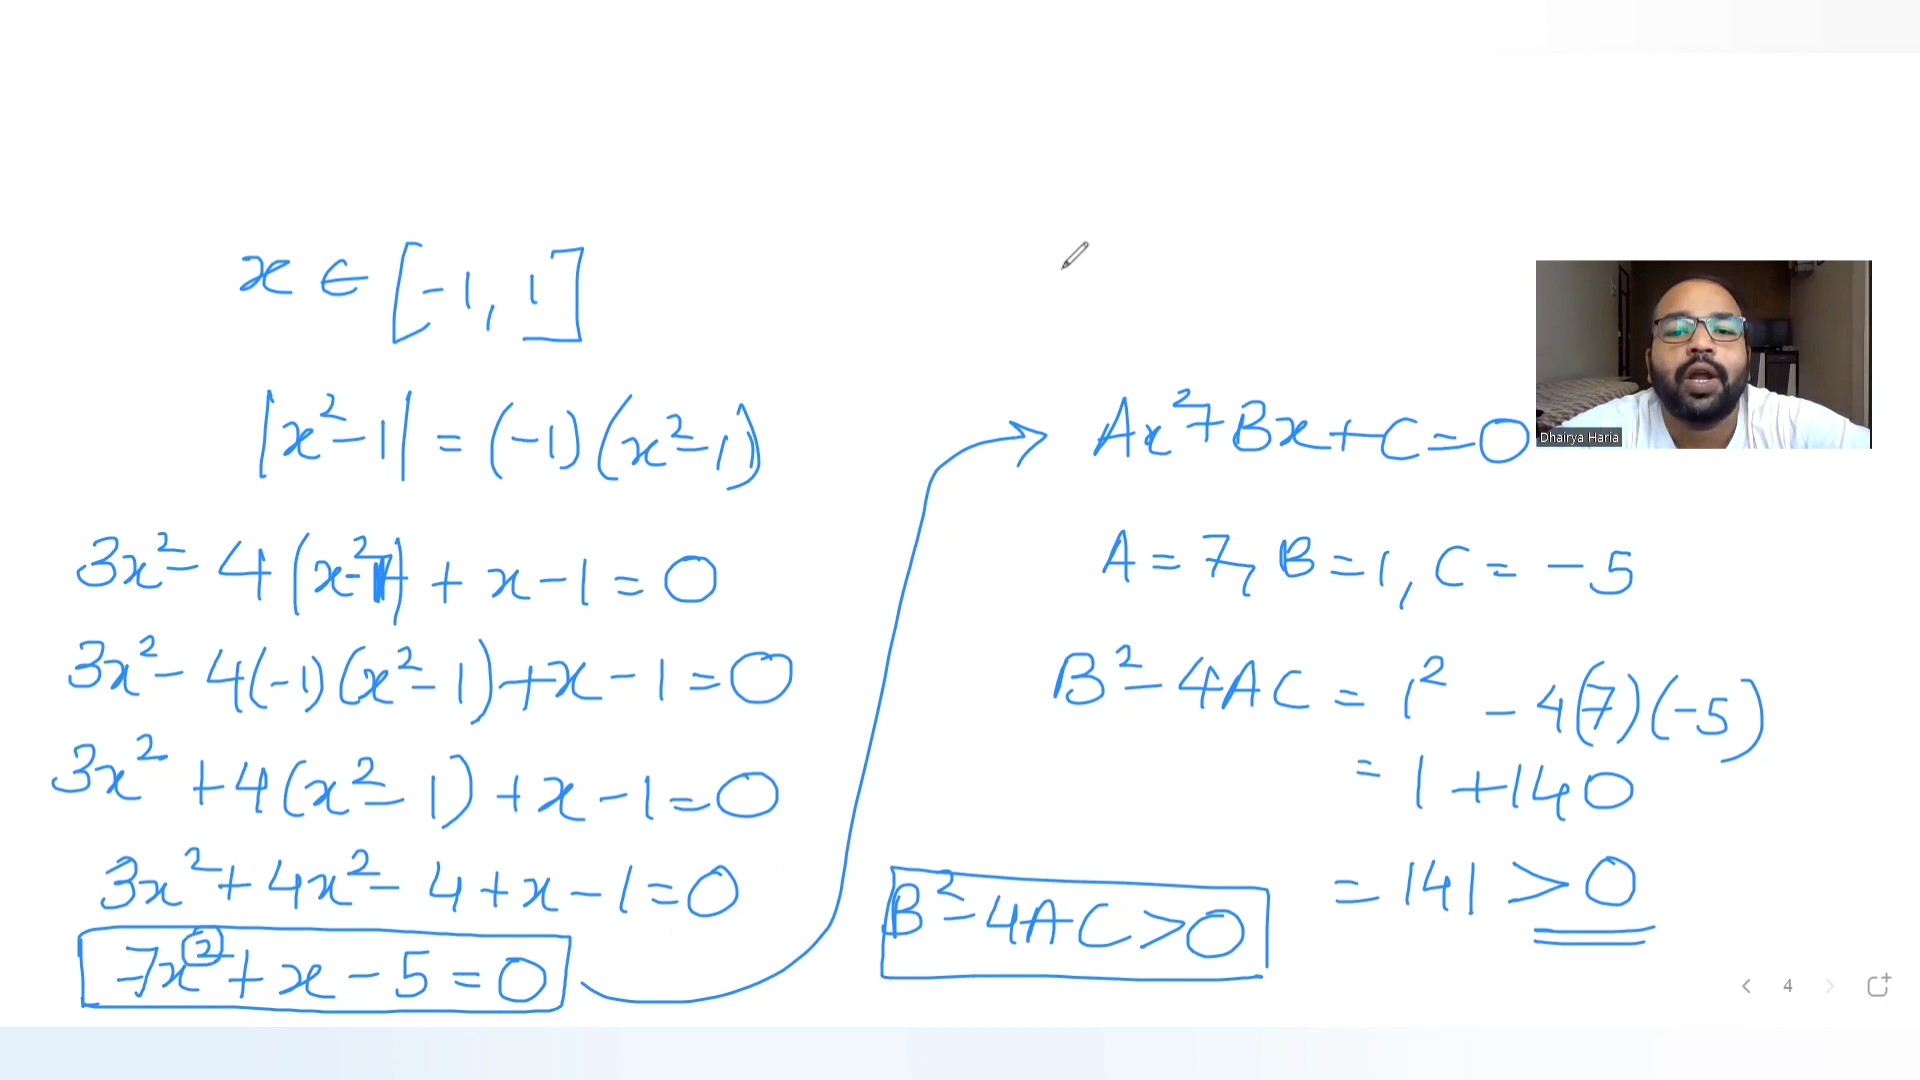 x ∈ [-1, 1]
|x²-1| = (-1)(x²-1)
3x² - 4|x²-1| + x - 1 = 0
3x² - 4(-1)(x²-1) + x - 1 = 0
3x² + 4(x²-1) + x - 1 = 0
3x² + 4x² - 4 + x - 1 = 0
7x² + x - 5 = 0
Ax² + Bx + C = 0
A = 7, B = 1, C = -5
B² - 4AC = 1² - 4(7)(-5)
= 1 + 140
= 141 > 0
B² - 4AC > 0
Dhairya Haria
4